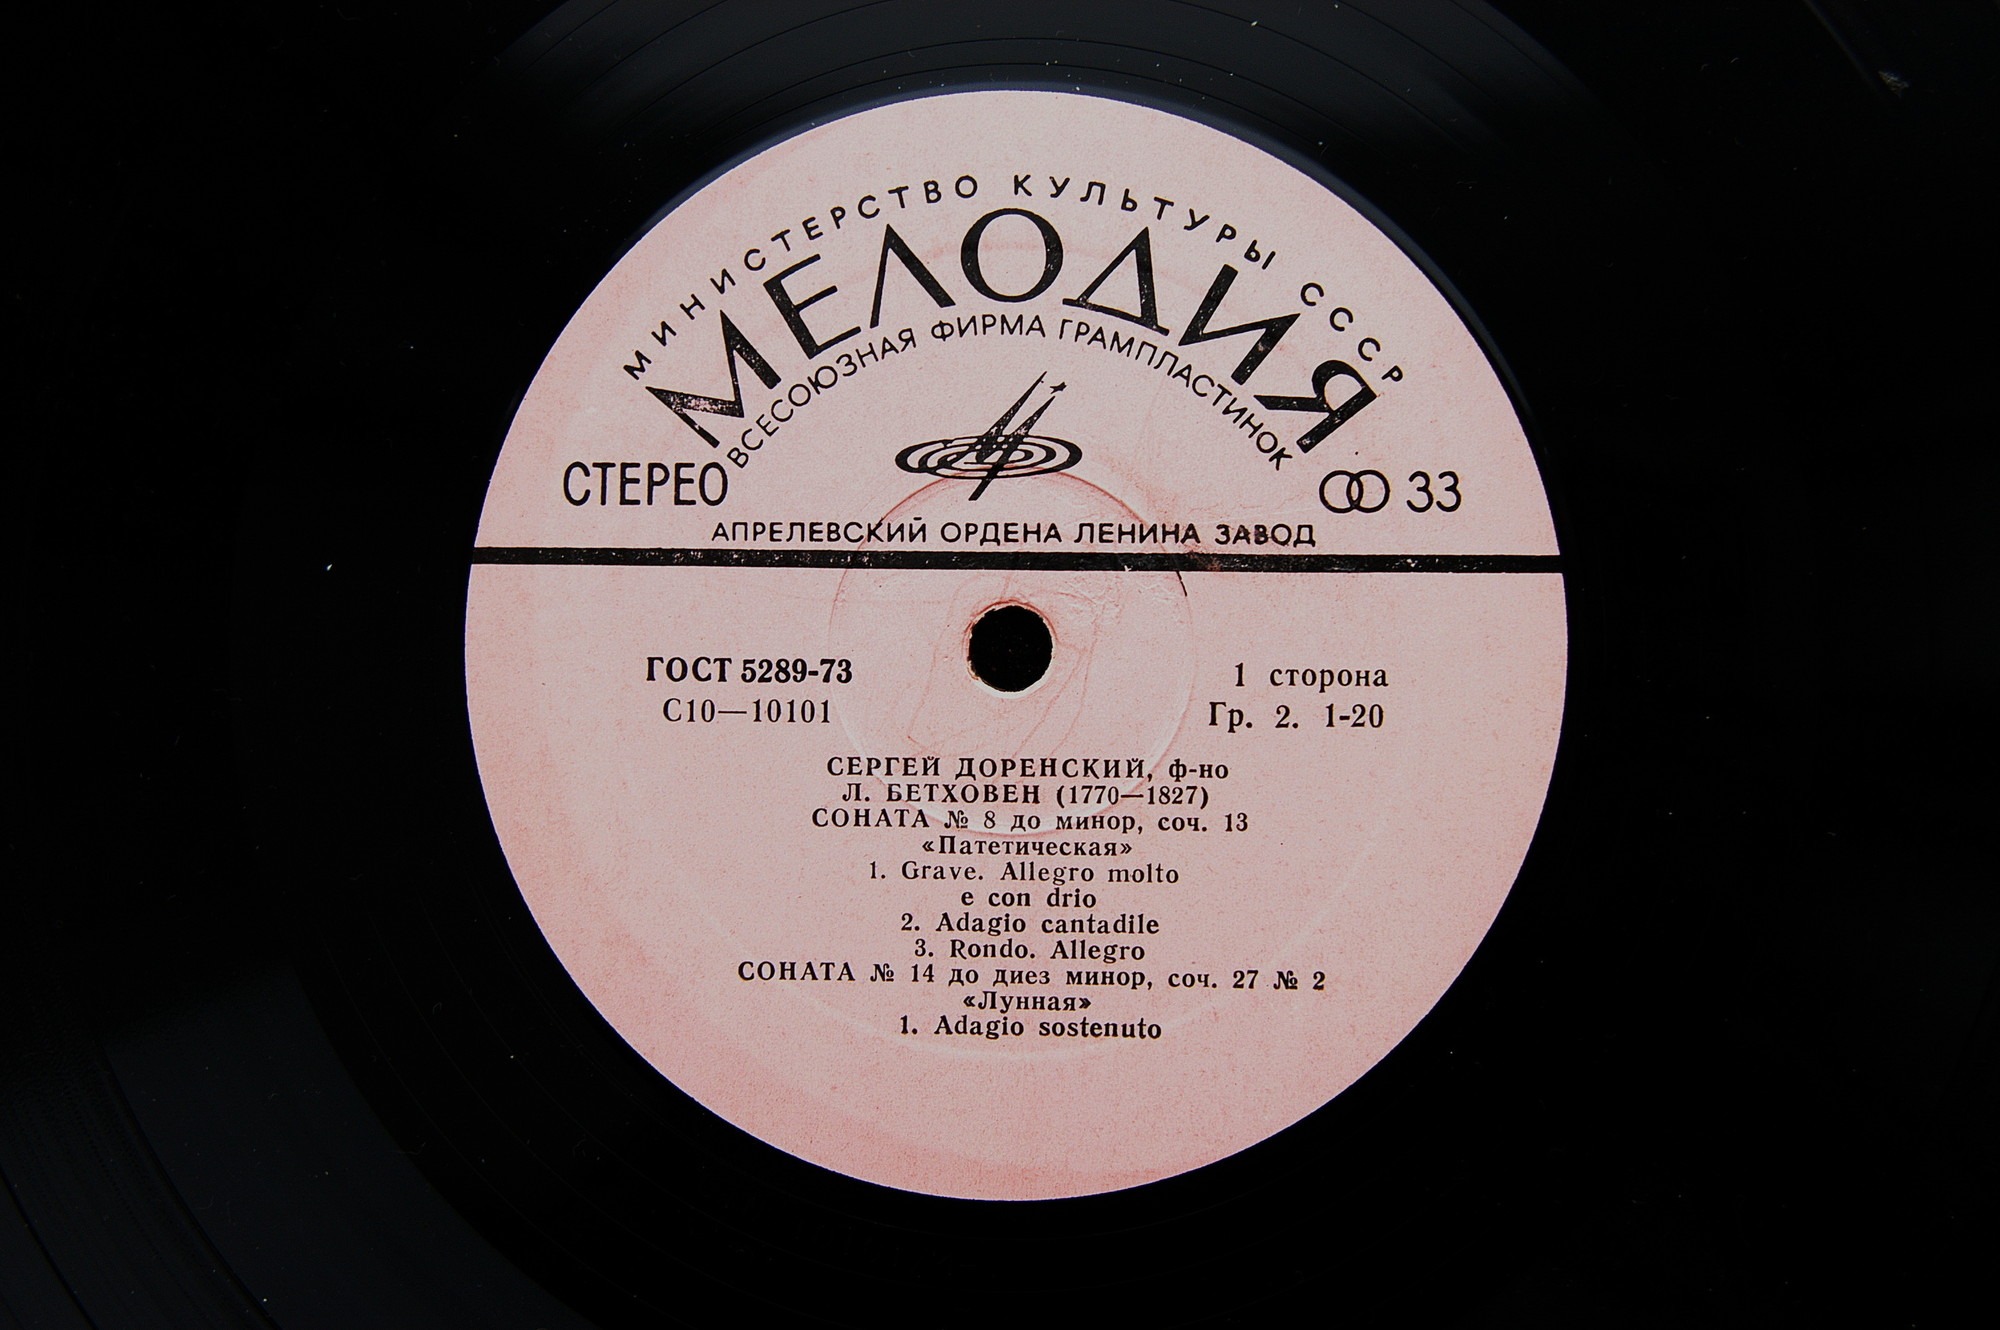 МИНИСТЕРСТВО КУЛЬТУРЫ СССР
МЕЛОДИЯ
ВСЕСОЮЗНАЯ ФИРМА ГРАМПЛАСТИНОК
СТЕРЕО
33
АПРЕЛЕВСКИЙ ОРДЕНА ЛЕНИНА ЗАВОД
ГОСТ 5289-73
1 сторона
С10—10101
Гр. 2. 1-20
СЕРГЕЙ ДОРЕНСКИЙ, ф-но
Л. БЕТХОВЕН (1770—1827)
СОНАТА № 8 до минор, соч. 13
«Патетическая»
1. Grave. Allegro molto
e con drio
2. Adagio cantadile
3. Rondo. Allegro
СОНАТА № 14 до диез минор, соч. 27 № 2
«Лунная»
1. Adagio sostenuto